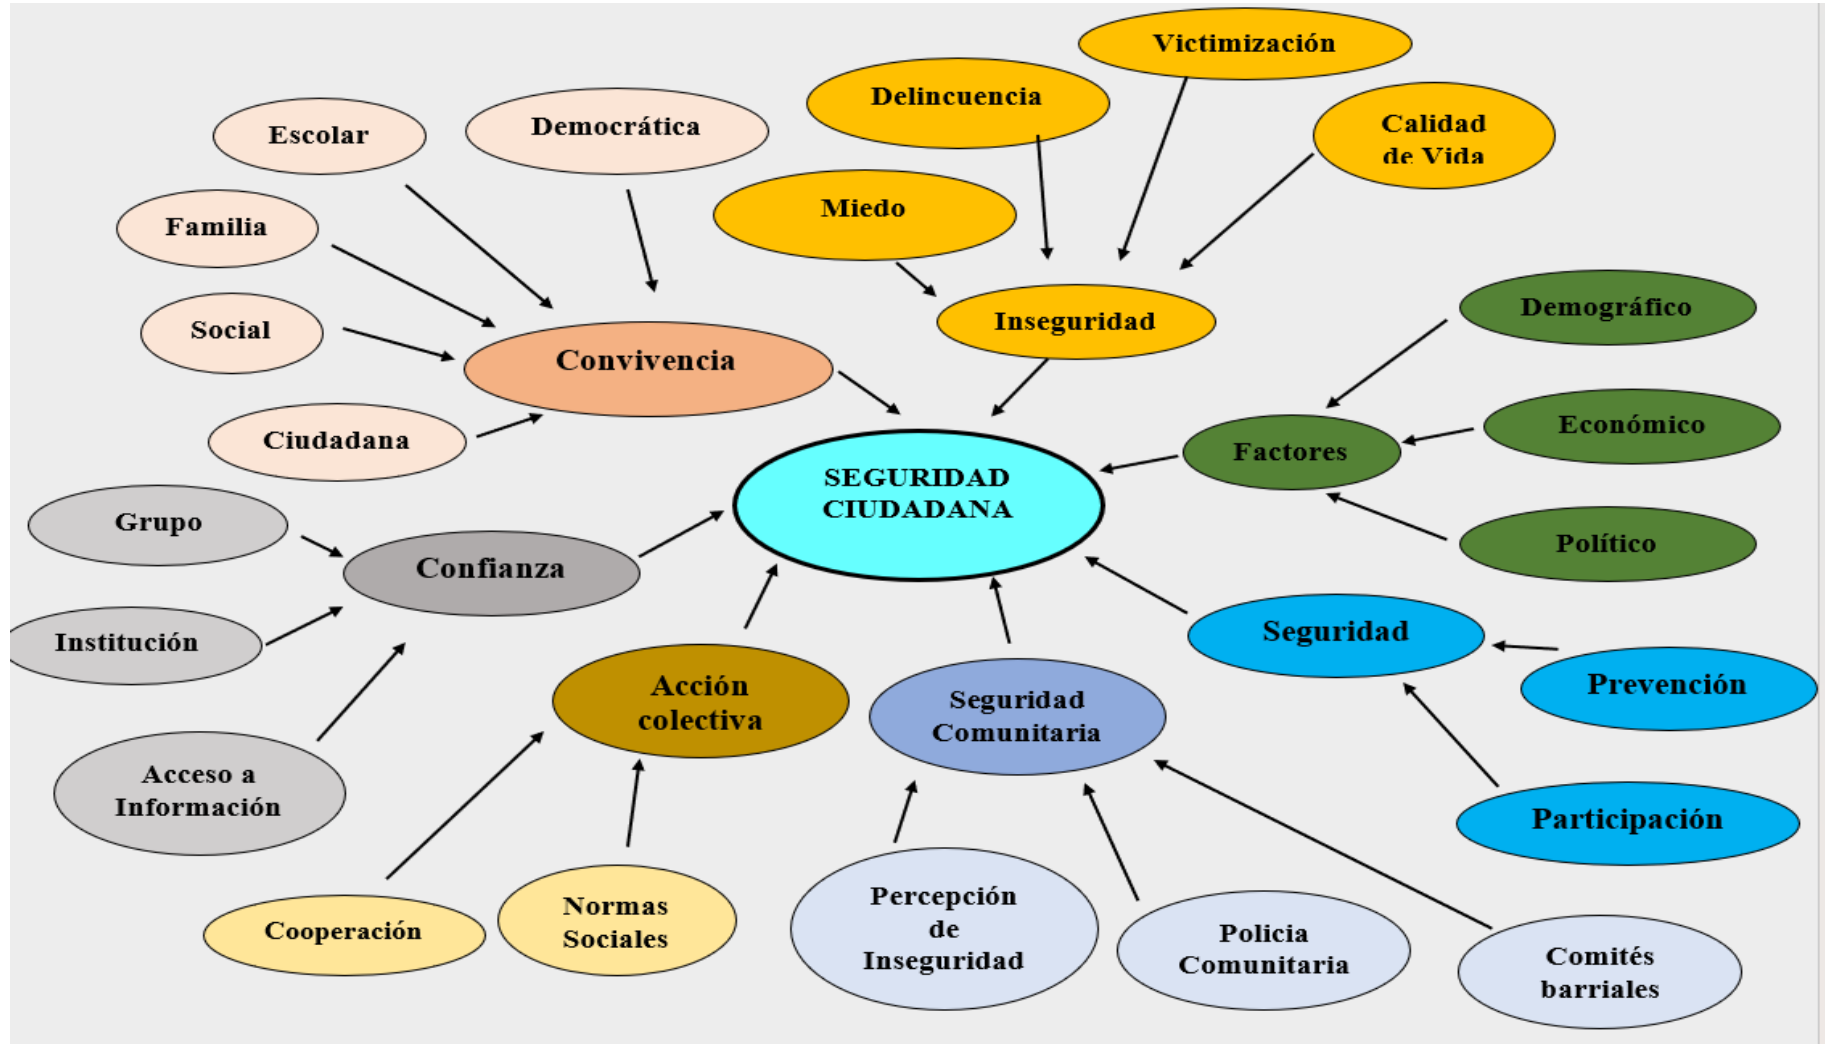 Victimización
Delincuencia
Calidad
de Vida
Escolar
Democrática
Miedo
Familia
Social
Inseguridad
Demográfico
Convivencia
Ciudadana
Económico
Factores
SEGURIDAD
CIUDADANA
Grupo
Político
Confianza
Institución
Seguridad
Acción
colectiva
Seguridad
Comunitaria
Prevención
Acceso a
Información
Participación
Cooperación
Normas
Sociales
Percepción
de
Inseguridad
Policia
Comunitaria
Comités
barriales